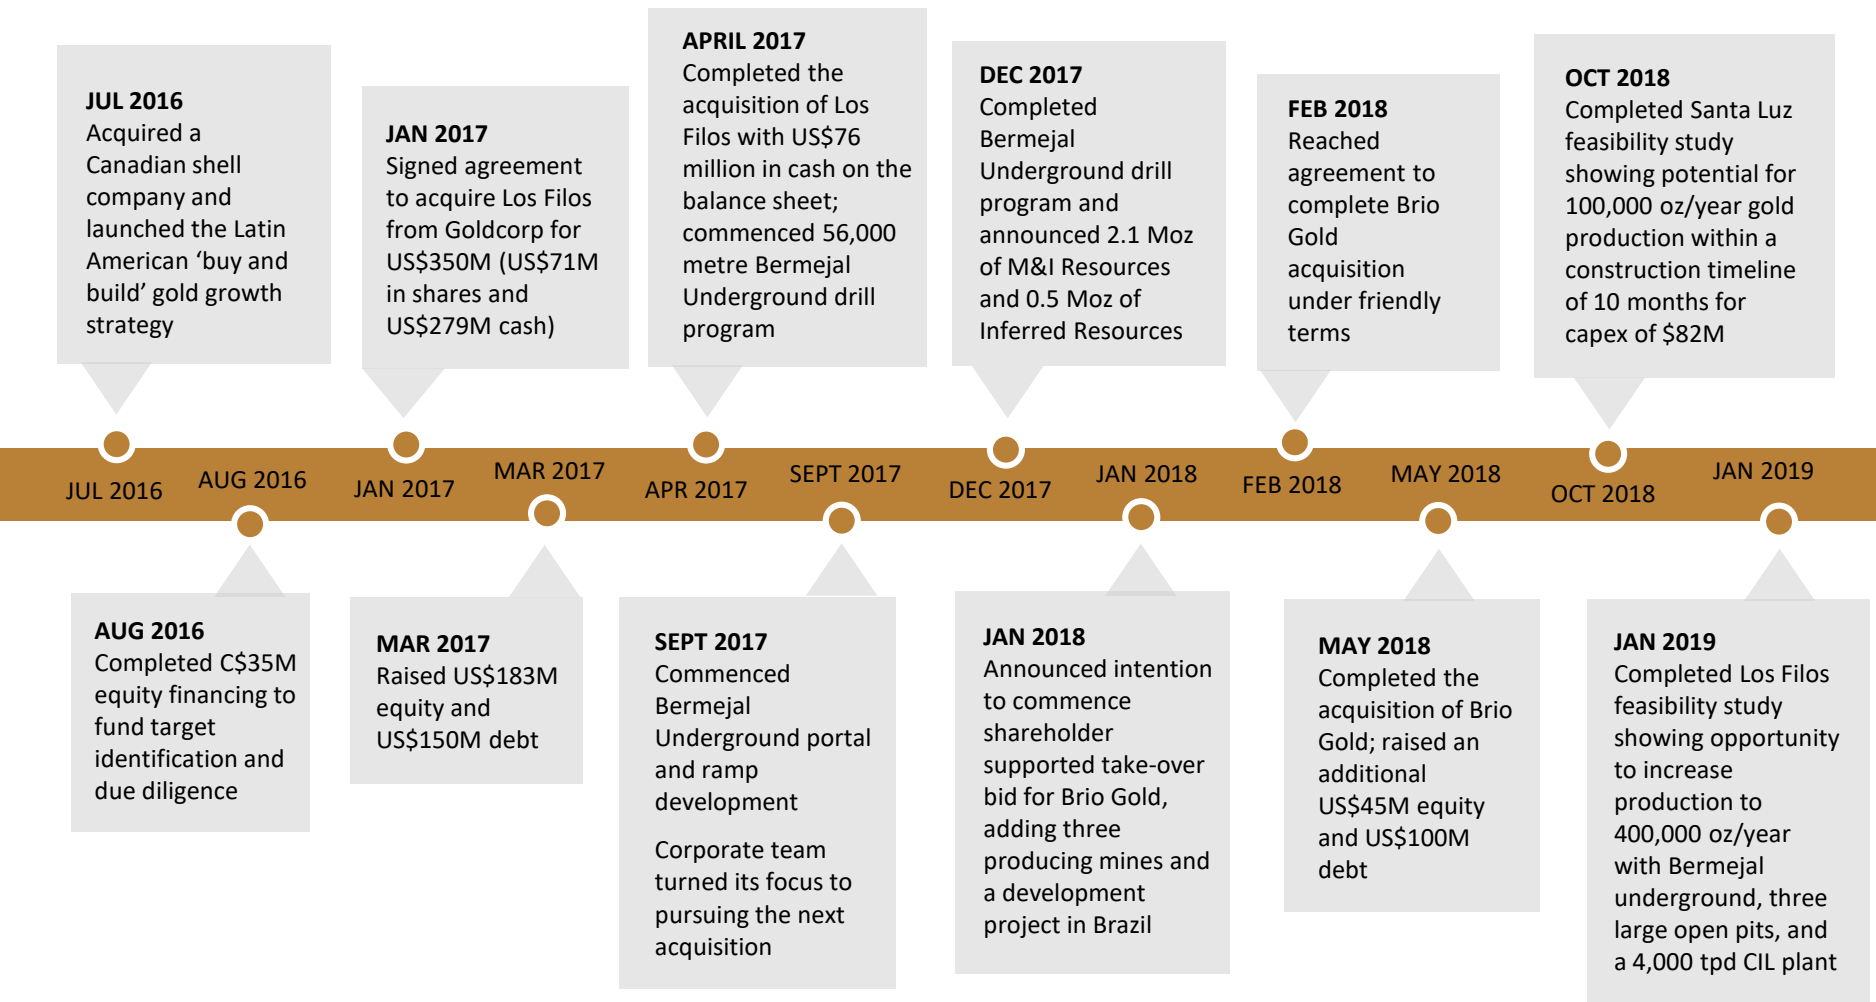 JUL 2016
Acquired a
Canadian shell
company and
launched the Latin
American ‘buy and
build’ gold growth
strategy
JAN 2017
Signed agreement
to acquire Los Filos
from Goldcorp for
US$350M (US$71M
in shares and
US$279M cash)
APRIL 2017
Completed the
acquisition of Los
Filos with US$76
million in cash on the
balance sheet;
commenced 56,000
metre Bermejal
Underground drill
program
DEC 2017
Completed
Bermejal
Underground drill
program and
announced 2.1 Moz
of M&I Resources
and 0.5 Moz of
Inferred Resources
FEB 2018
Reached
agreement to
complete Brio
Gold
acquisition
under friendly
terms
OCT 2018
Completed Santa Luz
feasibility study
showing potential for
100,000 oz/year gold
production within a
construction timeline
of 10 months for
capex of $82M
JUL 2016
AUG 2016
JAN 2017
MAR 2017
APR 2017
SEPT 2017
DEC 2017
JAN 2018
FEB 2018
MAY 2018
OCT 2018
JAN 2019
AUG 2016
Completed C$35M
equity financing to
fund target
identification and
due diligence
MAR 2017
Raised US$183M
equity and
US$150M debt
SEPT 2017
Commenced
Bermejal
Underground portal
and ramp
development
Corporate team
turned its focus to
pursuing the next
acquisition
JAN 2018
Announced intention
to commence
shareholder
supported take-over
bid for Brio Gold,
adding three
producing mines and
a development
project in Brazil
MAY 2018
Completed the
acquisition of Brio
Gold; raised an
additional
US$45M equity
and US$100M
debt
JAN 2019
Completed Los Filos
feasibility study
showing opportunity
to increase
production to
400,000 oz/year
with Bermejal
underground, three
large open pits, and
a 4,000 tpd CIL plant